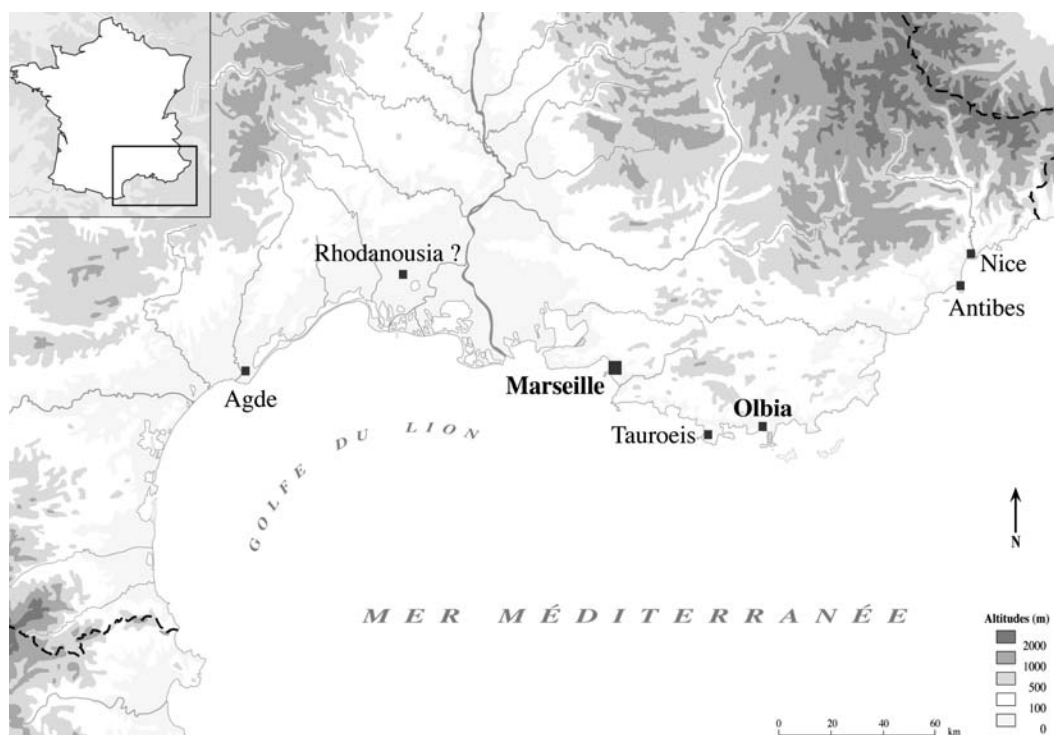 Rhodanousia ?
Nice
Antibes
Marseille
Agde
Olbia
Tauroeis
GOLFE DU LION
N
MER MÉDITERRANÉE
Altitudes (m)
2000
1000
500
100
0
0 20 40 60
km